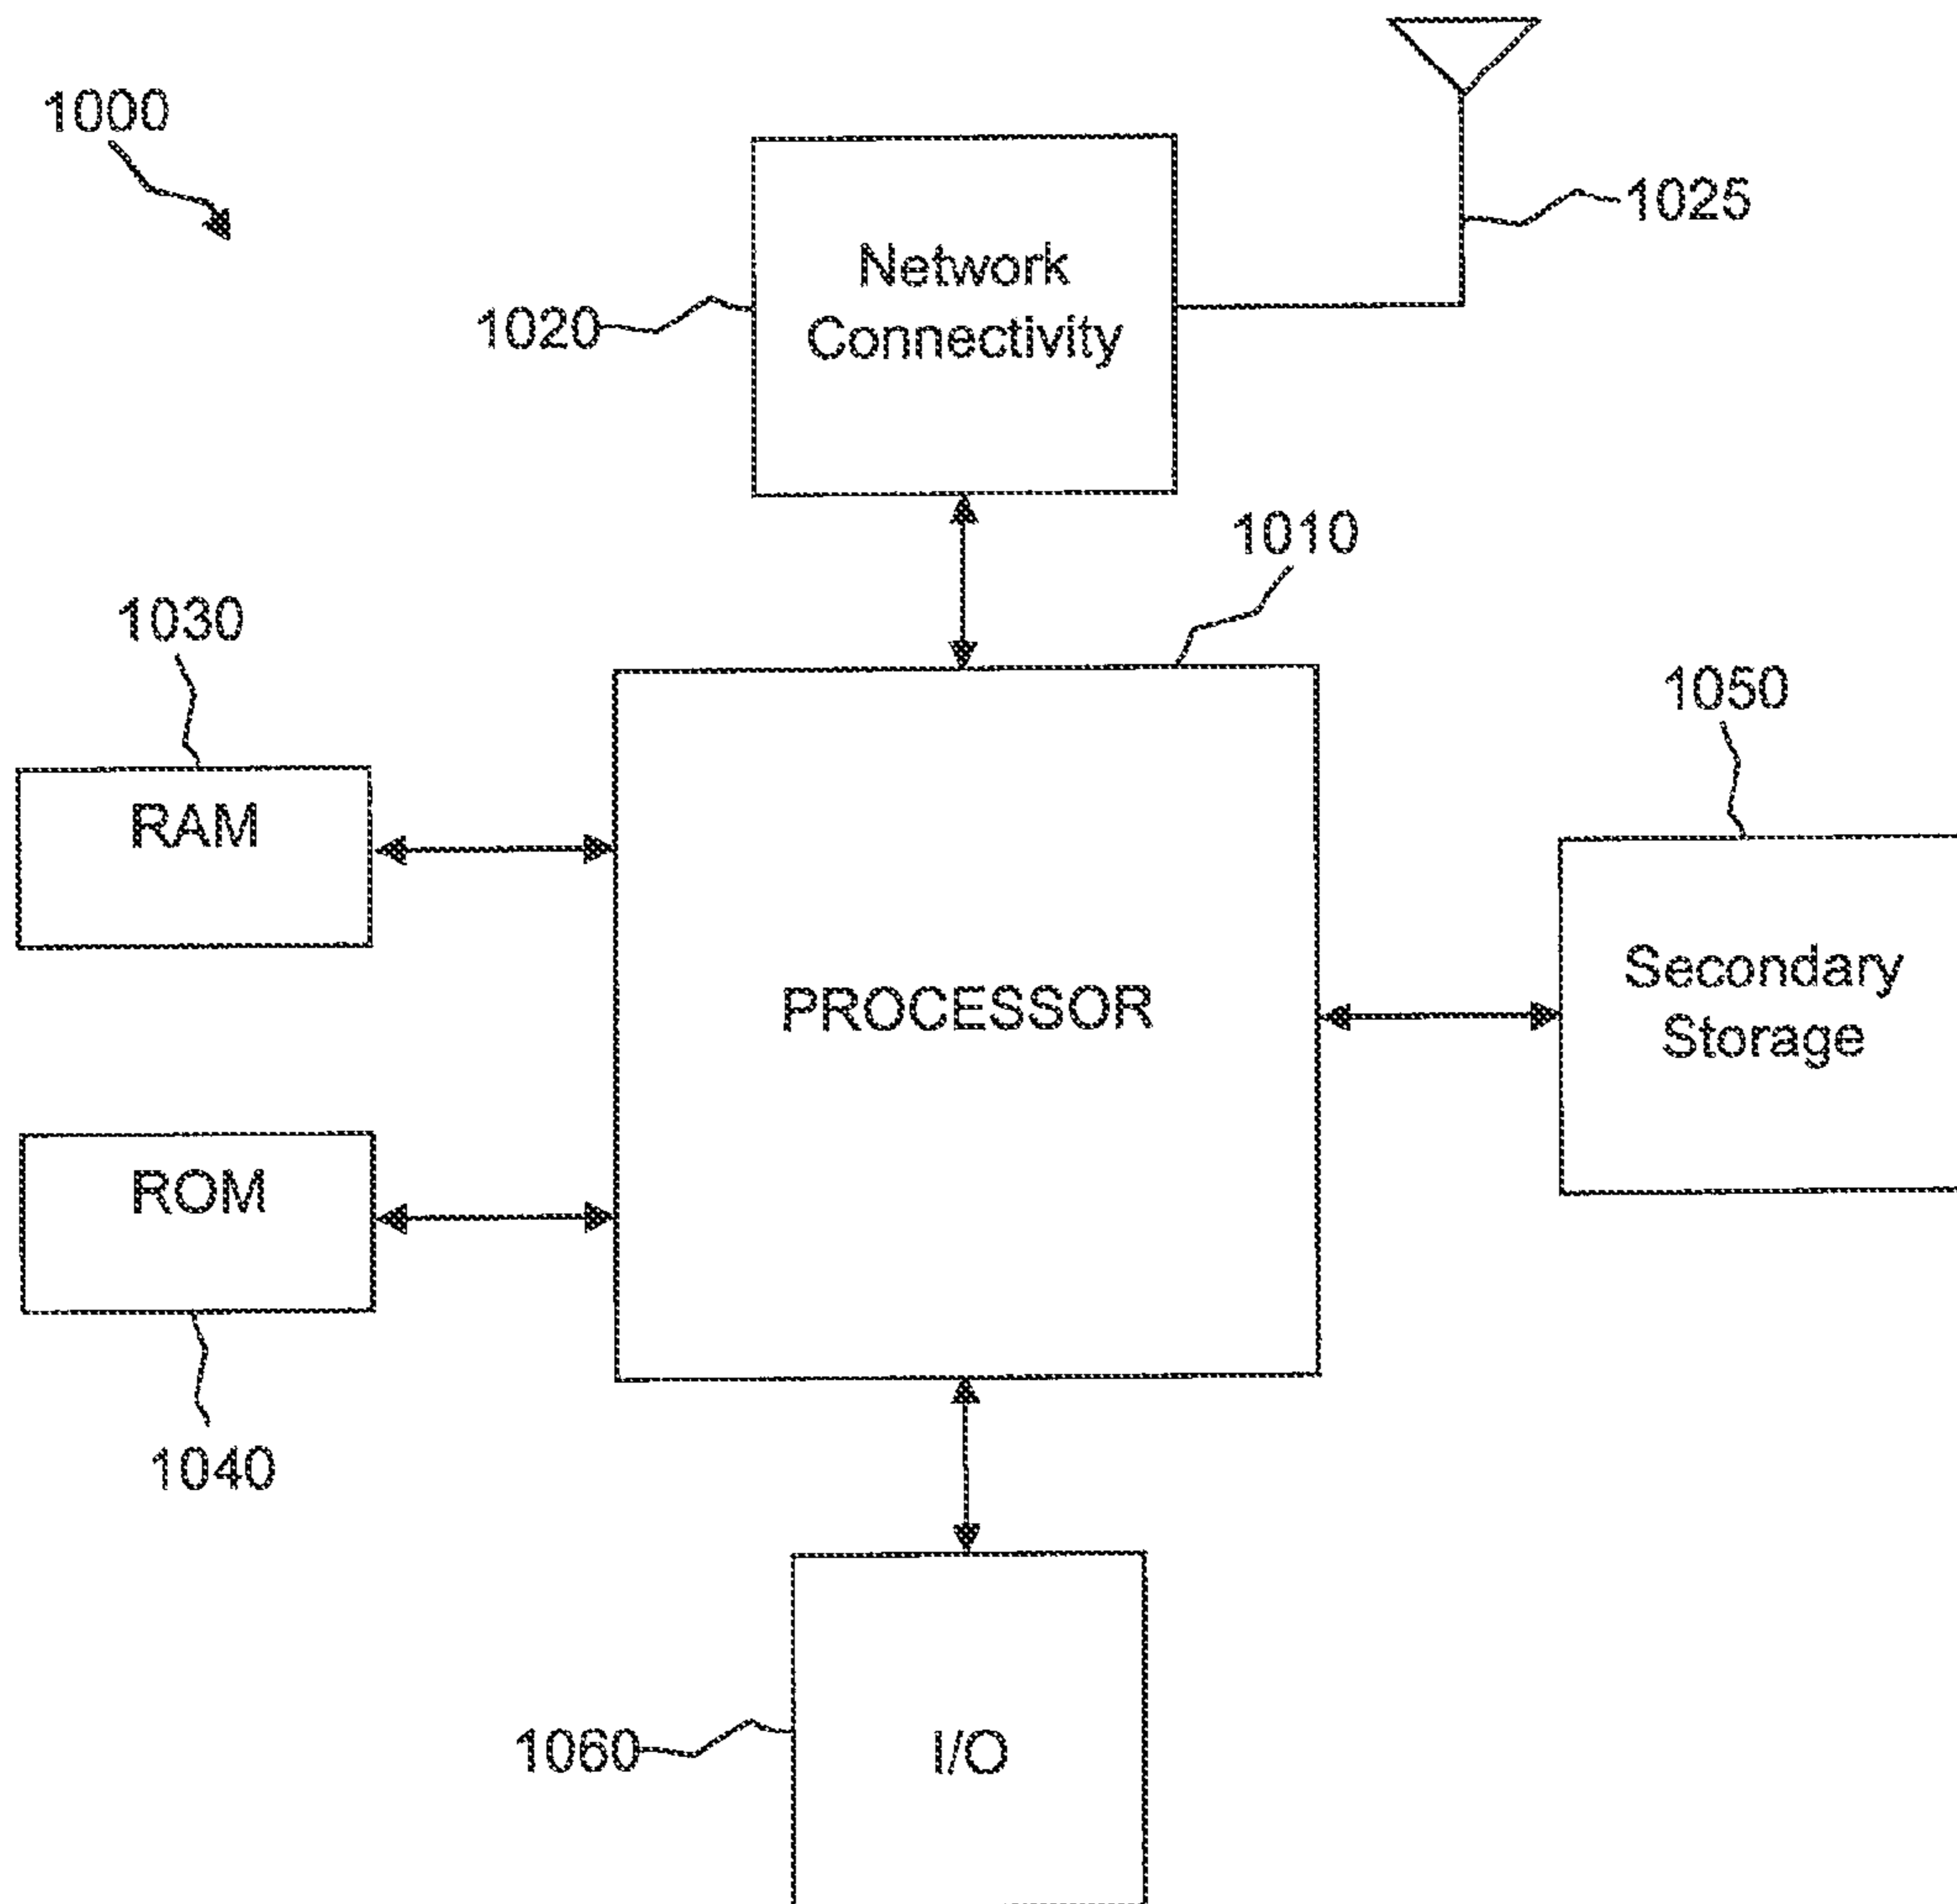 1000
1025
Network
Connectivity
1020
1010
1030
1050
RAM
PROCESSOR
Secondary
Storage
ROM
1040
1060
I/O